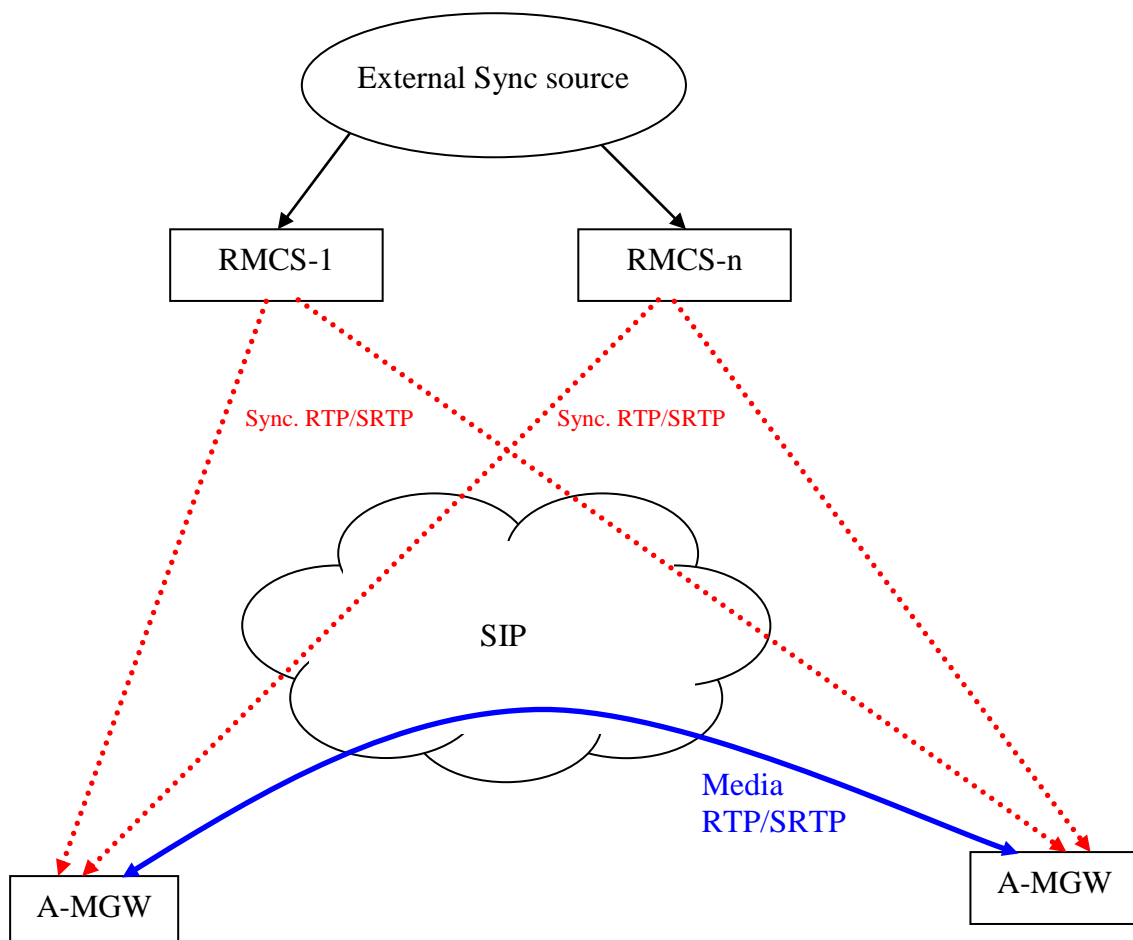 External Sync source
RMCS-1
RMCS-n
Sync. RTP/SRTP
Sync. RTP/SRTP
SIP
Media
RTP/SRTP
A-MGW
A-MGW